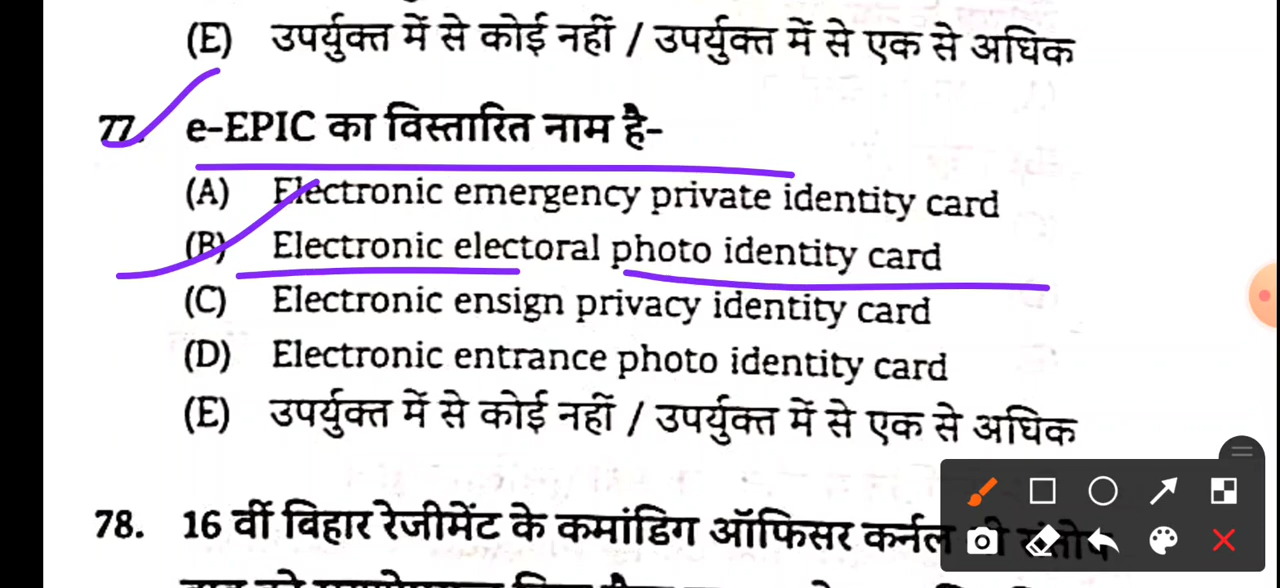 (E) उपर्युक्त में से कोई नहीं / उपर्युक्त में से एक से अधिक
77. e-EPIC का विस्तारित नाम है-
(A) Electronic emergency private identity card
(B) Electronic electoral photo identity card
(C) Electronic ensign privacy identity card
(D) Electronic entrance photo identity card
(E) उपर्युक्त में से कोई नहीं / उपर्युक्त में से एक से अधिक
78. 16 वीं बिहार रेजीमेंट के कमांडिग ऑफिसर कर्नल